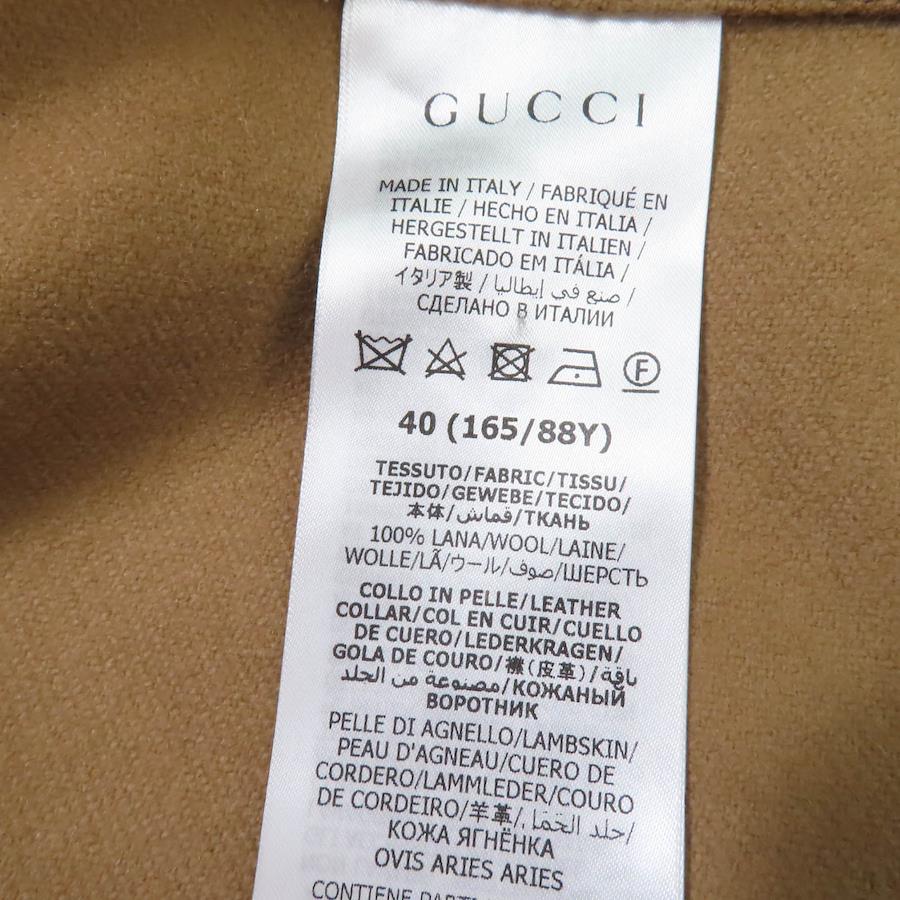 GUCCI
MADE IN ITALY / FABRIQUÉ EN
ITALIE / HECHO EN ITALIA /
HERGESTELLT IN ITALIEN /
FABRICADO EM ITÁLIA /
イタリア製 / صنع في إيطاليا /
СДЕЛАНО В ИТАЛИИ
F
40 (165/88Y)
TESSUTO/FABRIC/TISSU/
TEJIDO/GEWEBE/TECIDO/
本体/قماش/ТКАНЬ
100% LANA/WOOL/LAINE/
WOLLE/LÃ/ウール/صوف/ШЕРСТЬ
COLLO IN PELLE/LEATHER
COLLAR/COL EN CUIR/CUELLO
DE CUERO/LEDERKRAGEN/
GOLA DE COURO/襟(皮革)/ياقة
مصنوعة من الجلد/КОЖАНЫЙ
ВОРОТНИК
PELLE DI AGNELLO/LAMBSKIN/
PEAU D'AGNEAU/CUERO DE
CORDERO/LAMMLEDER/COURO
DE CORDEIRO/羊革/جلد الحَمَل/
КОЖА ЯГНЁНКА
OVIS ARIES ARIES
CONTIENE PARTI